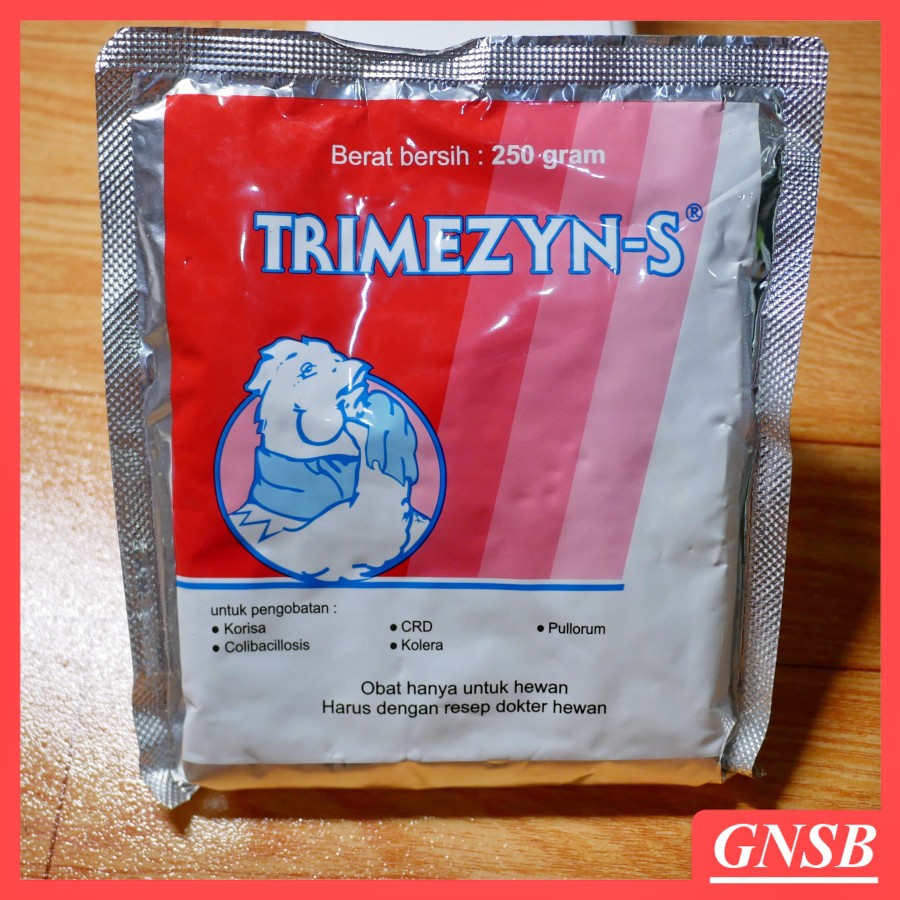 Berat bersih : 250 gram
TRIMEZYN-S®
untuk pengobatan :
• Korisa • CRD • Pullorum
• Colibacillosis • Kolera
Obat hanya untuk hewan
Harus dengan resep dokter hewan
GNSB